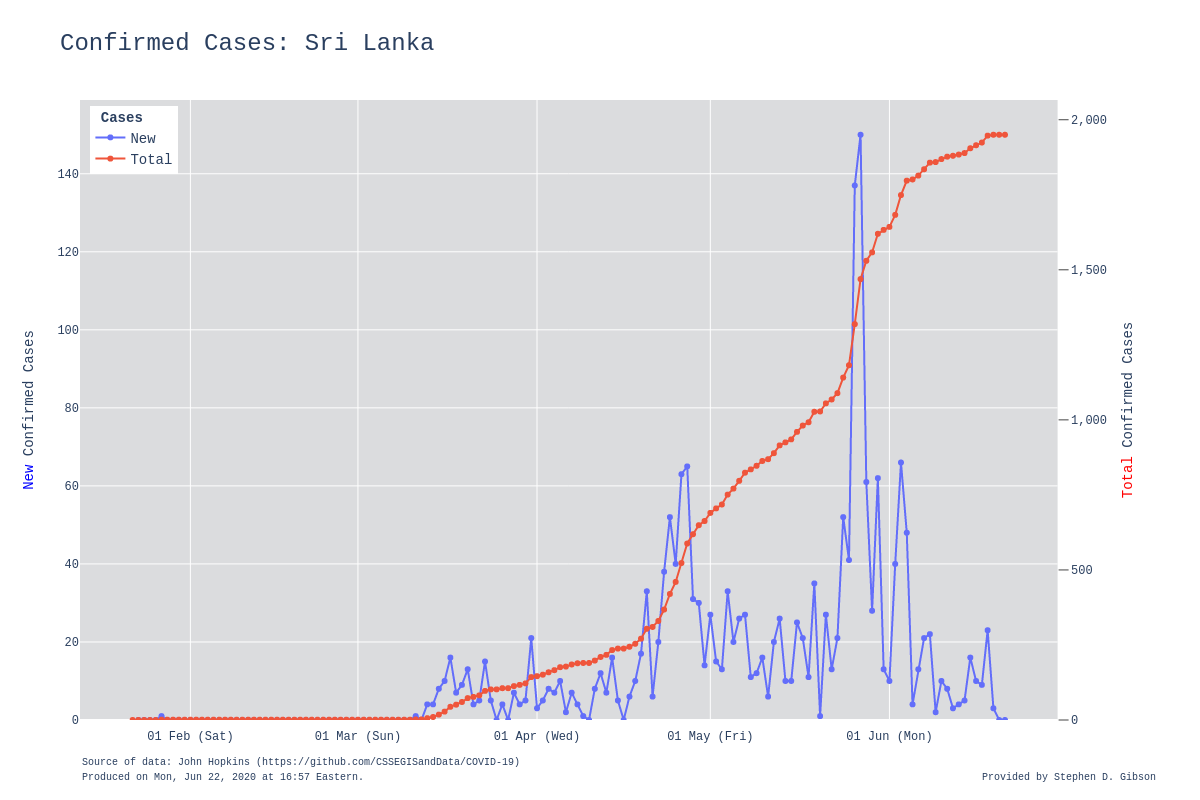 Confirmed Cases: Sri Lanka
Cases
New
Total
140
120
100
80
60
40
20
0
2,000
1,500
1,000
500
0
New Confirmed Cases
Total Confirmed Cases
01 Feb (Sat)
01 Mar (Sun)
01 Apr (Wed)
01 May (Fri)
01 Jun (Mon)
Source of data: John Hopkins (https://github.com/CSSEGISandData/COVID-19)
Produced on Mon, Jun 22, 2020 at 16:57 Eastern.
Provided by Stephen D. Gibson